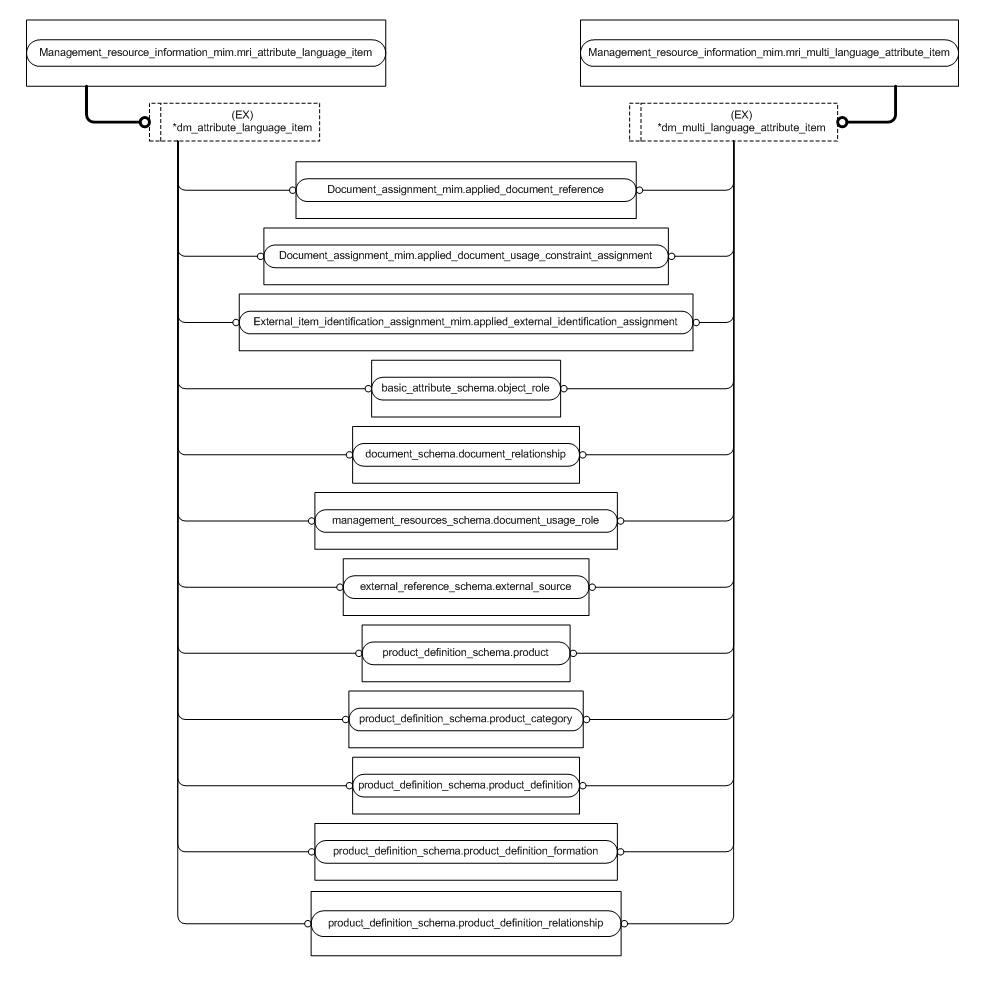 Management_resource_information_mim.mri_attribute_language_item
Management_resource_information_mim.mri_multi_language_attribute_item
(EX)
*dm_attribute_language_item
(EX)
*dm_multi_language_attribute_item
Document_assignment_mim.applied_document_reference
Document_assignment_mim.applied_document_usage_constraint_assignment
External_item_identification_assignment_mim.applied_external_identification_assignment
basic_attribute_schema.object_role
document_schema.document_relationship
management_resources_schema.document_usage_role
external_reference_schema.external_source
product_definition_schema.product
product_definition_schema.product_category
product_definition_schema.product_definition
product_definition_schema.product_definition_formation
product_definition_schema.product_definition_relationship